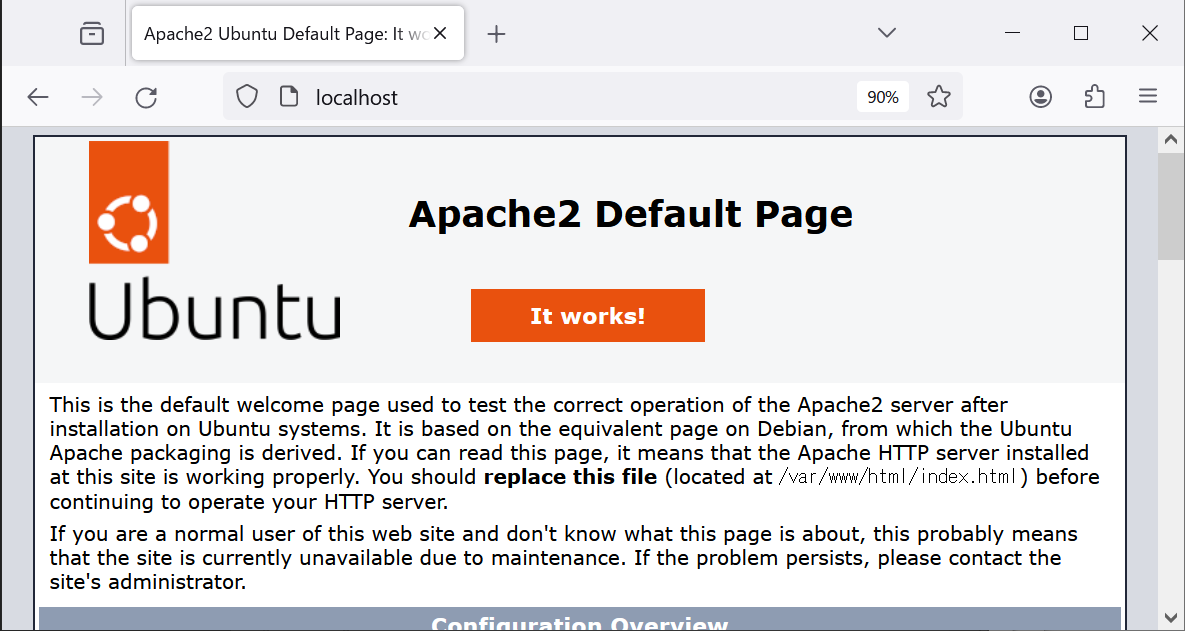 Apache2 Ubuntu Default Page: It wo
localhost
90%
Apache2 Default Page
Ubuntu
It works!
This is the default welcome page used to test the correct operation of the Apache2 server after
installation on Ubuntu systems. It is based on the equivalent page on Debian, from which the Ubuntu
Apache packaging is derived. If you can read this page, it means that the Apache HTTP server installed
at this site is working properly. You should replace this file (located at /var/www/html/index.html) before
continuing to operate your HTTP server.
If you are a normal user of this web site and don't know what this page is about, this probably means
that the site is currently unavailable due to maintenance. If the problem persists, please contact the
site's administrator.
Configuration Overview